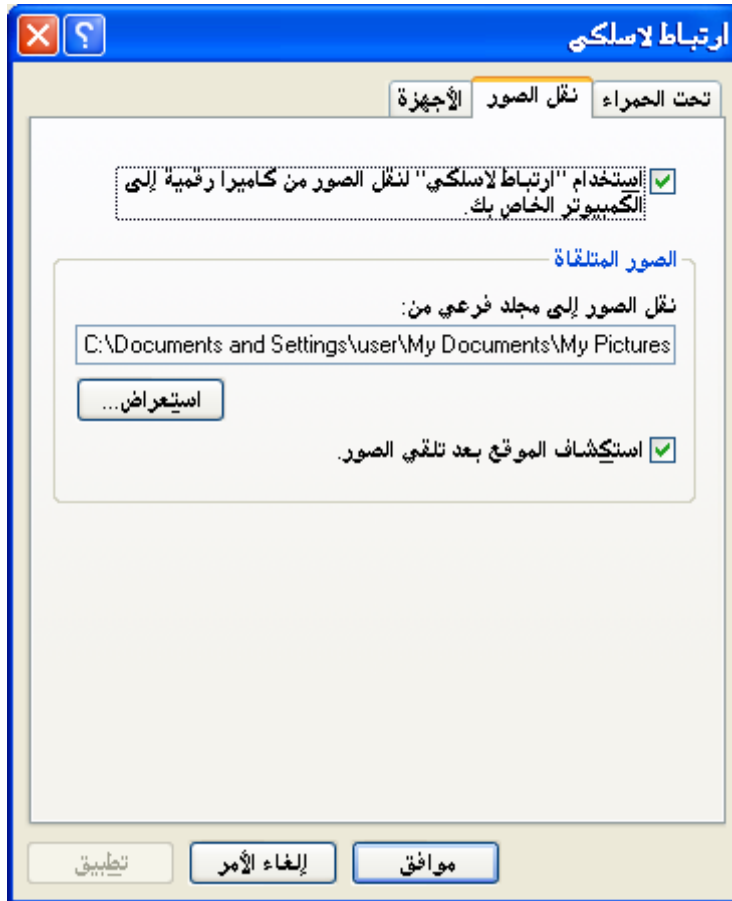 ارتباط لاسلكي
تحت الحمراء
نقل الصور
الأجهزة
استخدام "ارتباط لاسلكي" لنقل الصور من كاميرا رقمية إلى
الكمبيوتر الخاص بك.
الصور المتلقاة
نقل الصور إلى مجلد فرعي من:
C:\Documents and Settings\user\My Documents\My Pictures
استعراض...
استكشاف الموقع بعد تلقي الصور.
موافق
إلغاء الأمر
تطبيق